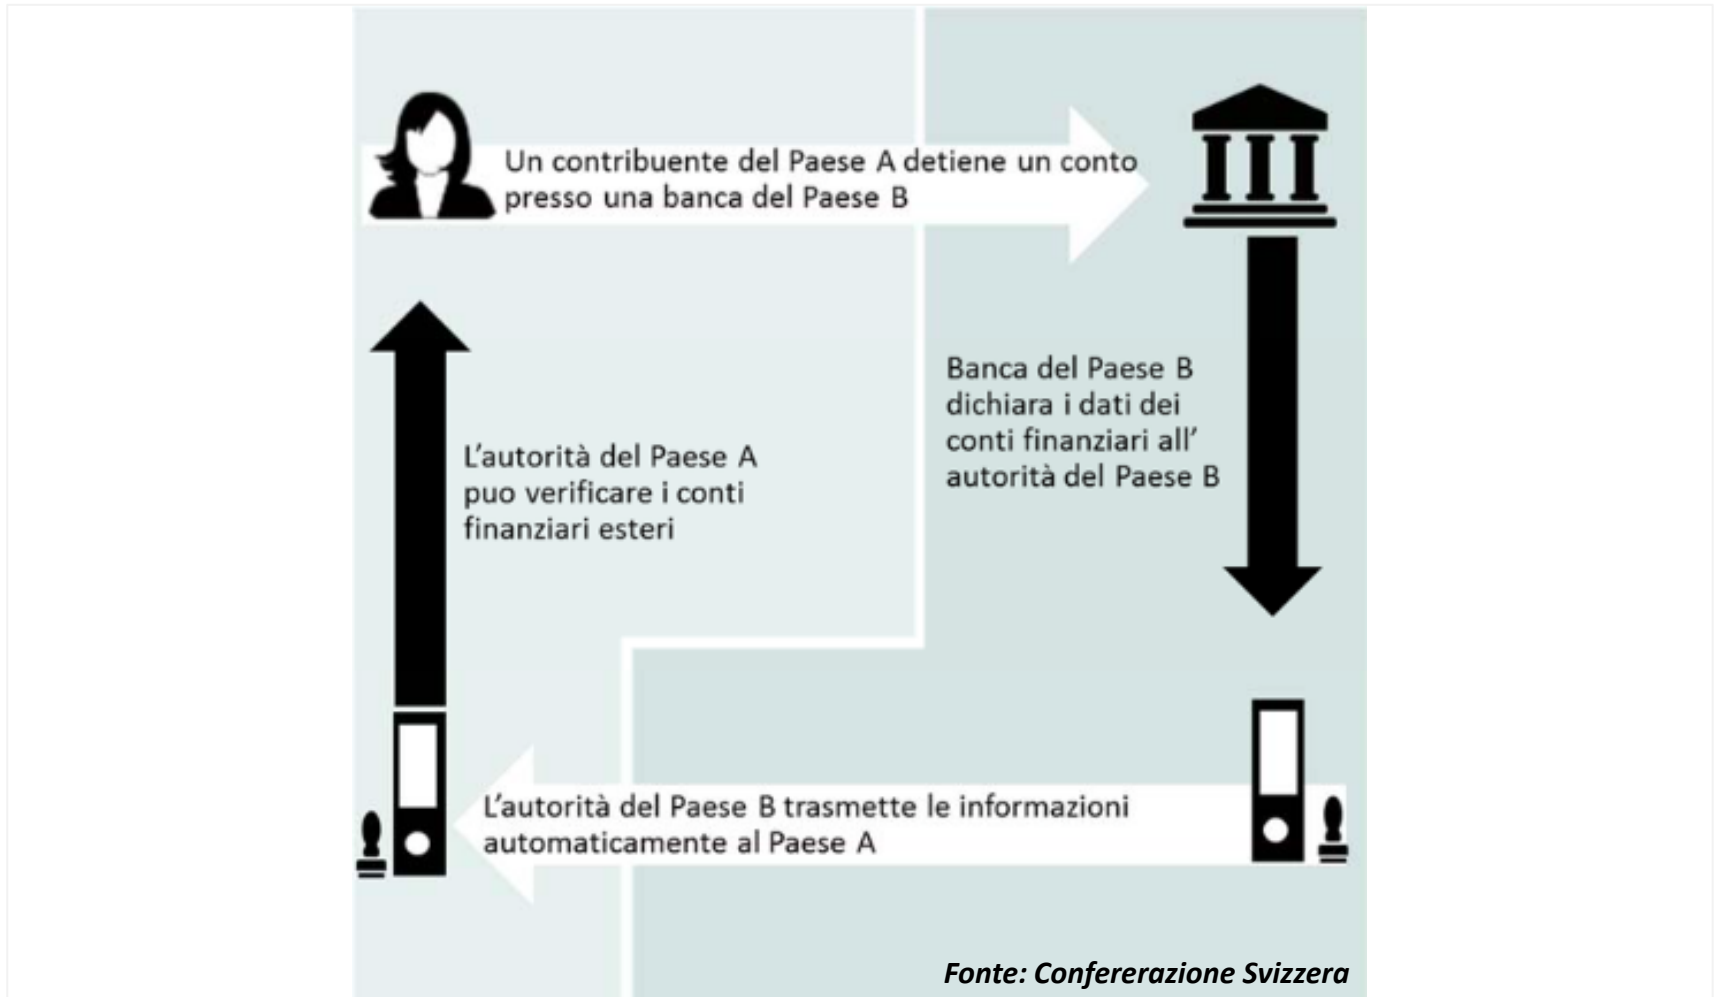 Un contribuente del Paese A detiene un conto
presso una banca del Paese B
Banca del Paese B
dichiara i dati dei
conti finanziari all’
autorità del Paese B
L’autorità del Paese A
puo verificare i conti
finanziari esteri
L’autorità del Paese B trasmette le informazioni
automaticamente al Paese A
Fonte: Confererazione Svizzera